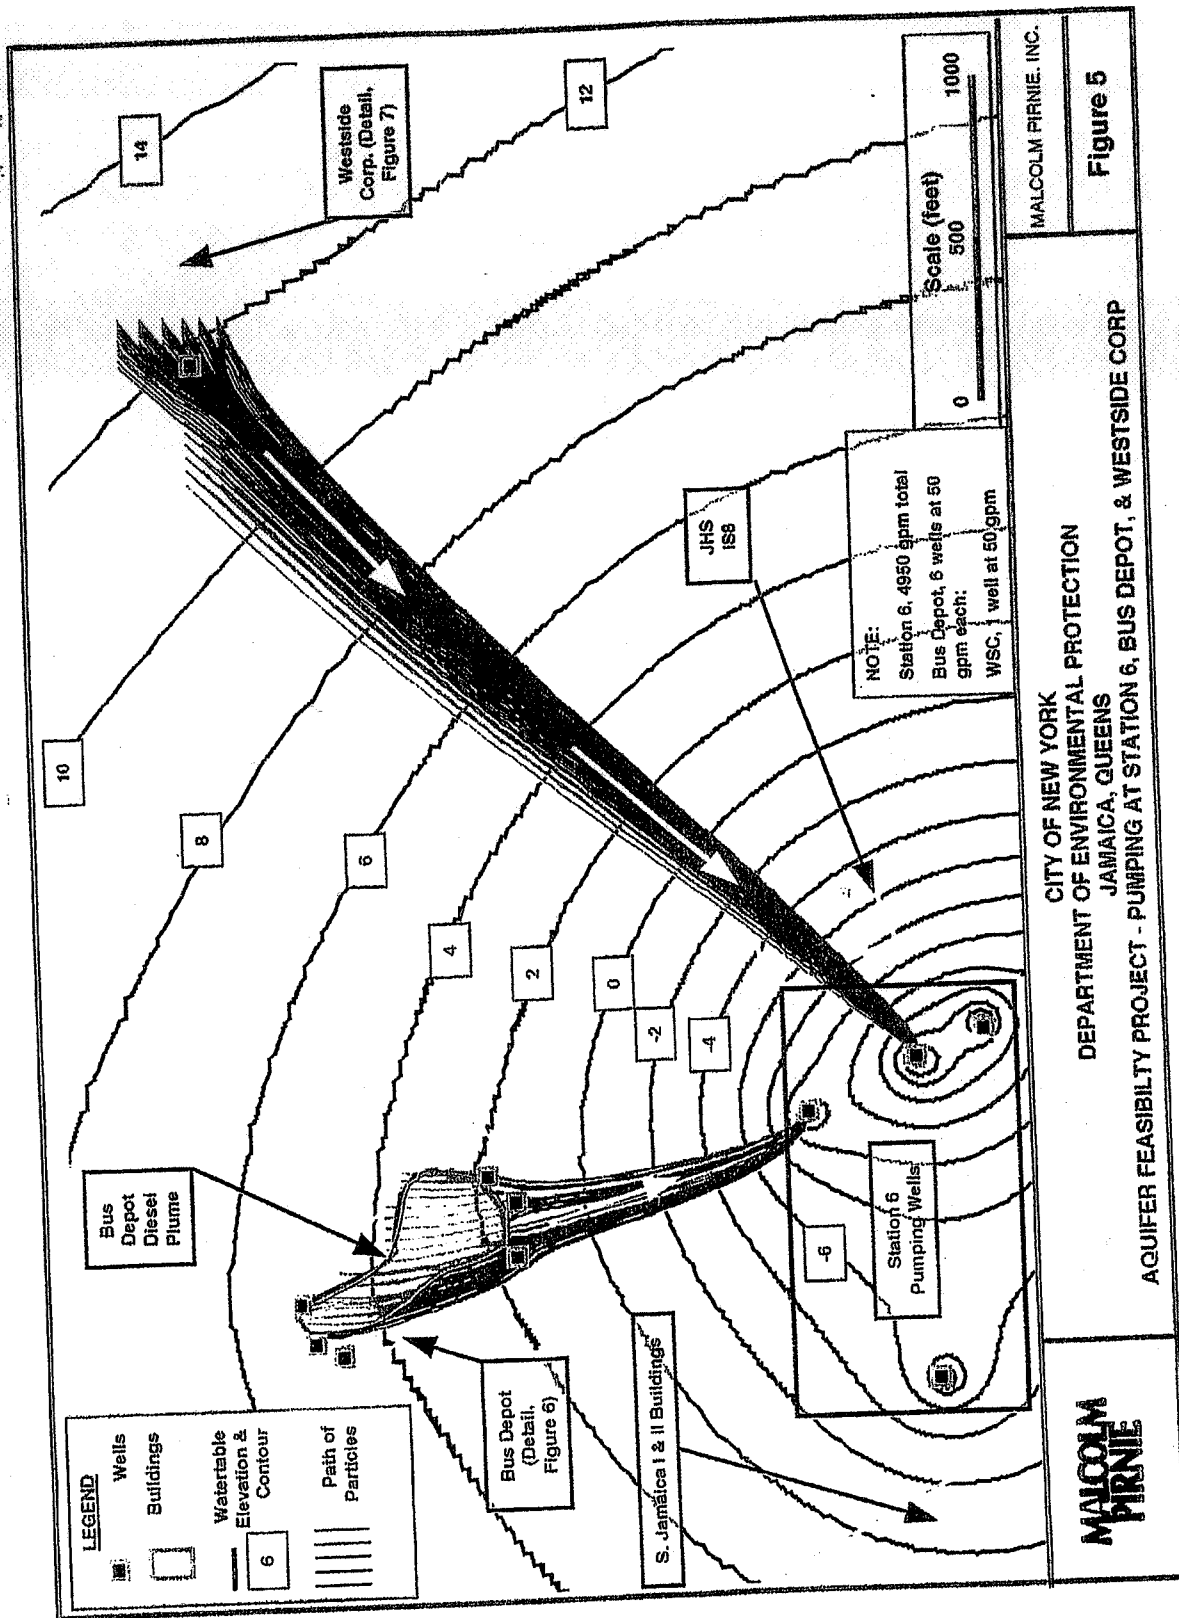 LEGEND
Wells
Buildings
Watertable
Elevation &
Contour
6
Path of
Particles
Bus
Depot
Diesel
Plume
10
8
6
4
2
0
-2
-4
-6
14
12
Westside
Corp. (Detail,
Figure 7)
Bus Depot
(Detail,
Figure 6)
S. Jamaica I & II Buildings
Station 6
Pumping Wells
JHS
IS8
NOTE:
Station 6, 4950 gpm total
Bus Depot, 6 wells at 50
gpm each;
WSC, 1 well at 50 gpm
Scale (feet)
0 500 1000
MALCOLM
PIRNIE
CITY OF NEW YORK
DEPARTMENT OF ENVIRONMENTAL PROTECTION
JAMAICA, QUEENS
AQUIFER FEASIBILTY PROJECT - PUMPING AT STATION 6, BUS DEPOT, & WESTSIDE CORP
MALCOLM PIRNIE. INC.
Figure 5